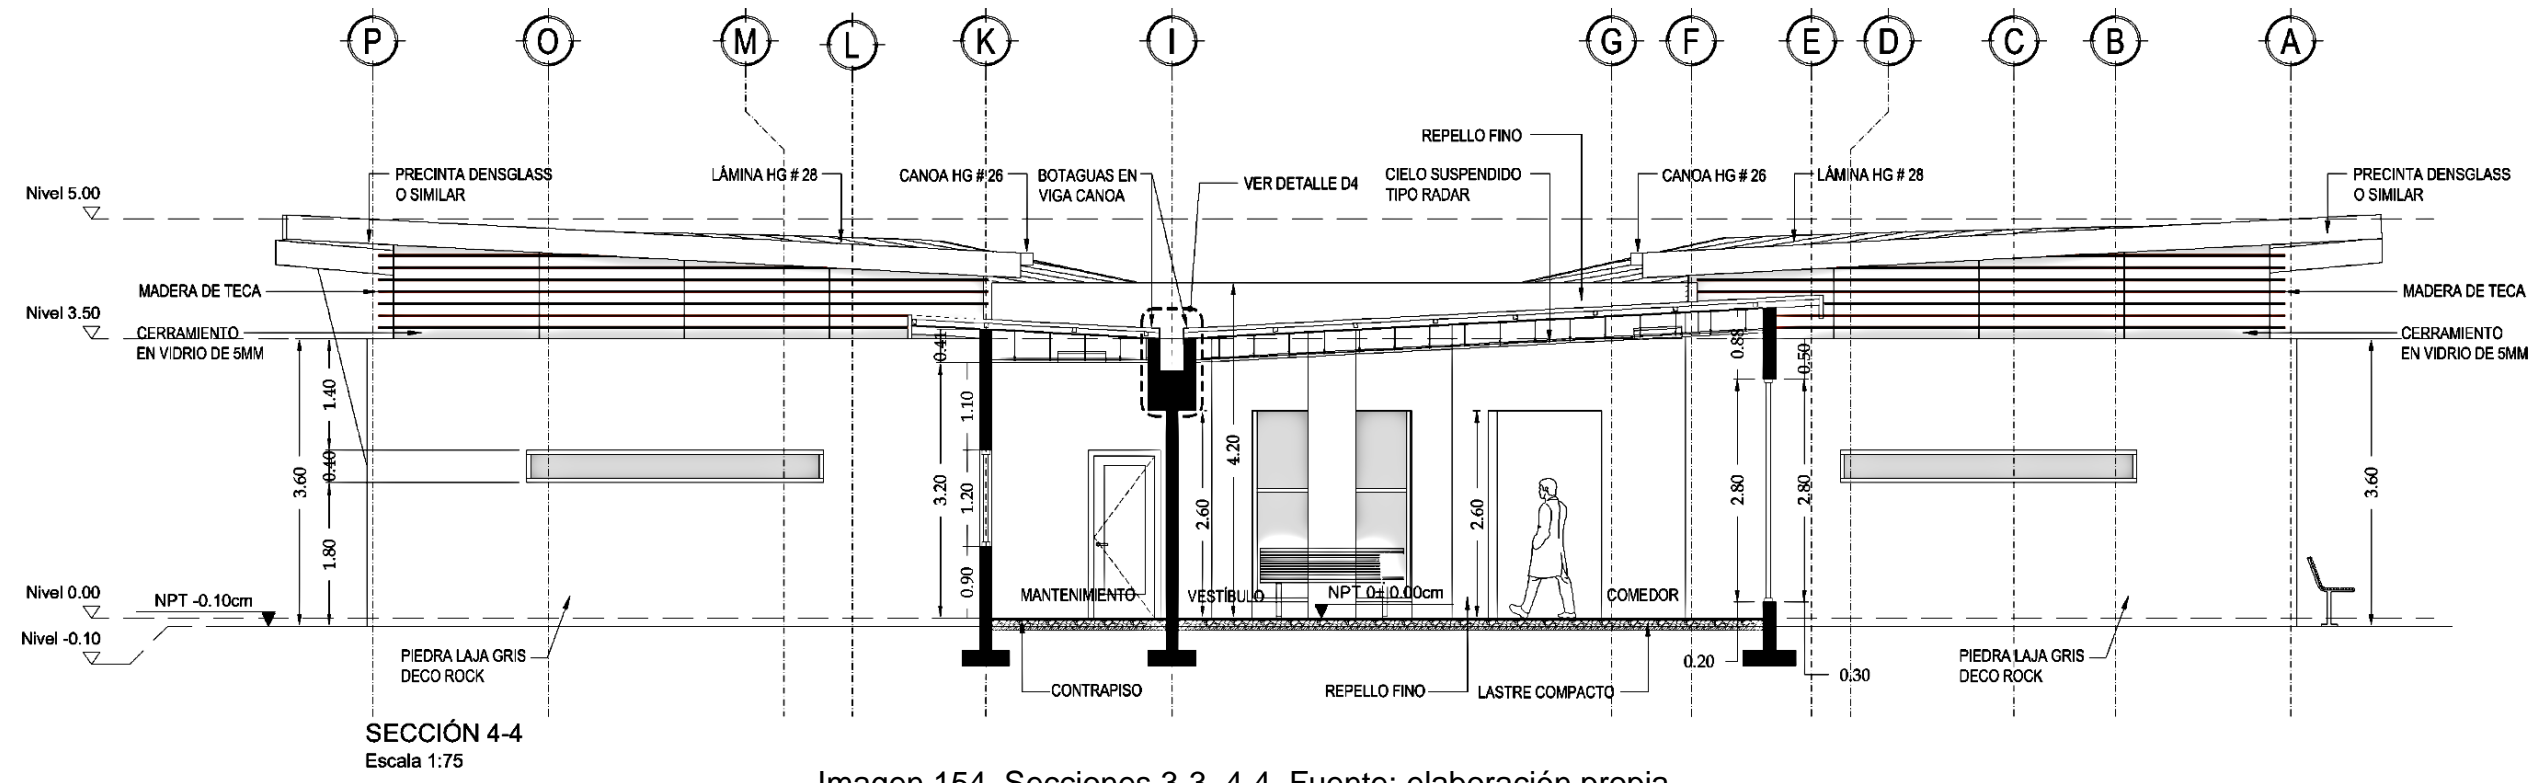 P O M L K I G F E D C B A
REPELLO FINO
PRECINTA DENSGLASS
O SIMILAR
LÁMINA HG # 28
CANOA HG # 26
BOTAGUAS EN
VIGA CANOA
VER DETALLE D4
CIELO SUSPENDIDO
TIPO RADAR
CANOA HG # 26
LÁMINA HG # 28
PRECINTA DENSGLASS
O SIMILAR
Nivel 5.00
MADERA DE TECA
MADERA DE TECA
Nivel 3.50
CERRAMIENTO
EN VIDRIO DE 5MM
CERRAMIENTO
EN VIDRIO DE 5MM
3.60
1.40
0.40
1.80
0.41
3.20
1.10
1.20
0.90
2.60
4.20
2.60
0.88
2.80
0.50
2.80
3.60
Nivel 0.00
NPT -0.10cm
MANTENIMIENTO
VESTÍBULO
NPT 0± 0.00cm
COMEDOR
Nivel -0.10
PIEDRA LAJA GRIS
DECO ROCK
CONTRAPISO
REPELLO FINO
LASTRE COMPACTO
0.20
0.30
PIEDRA LAJA GRIS
DECO ROCK
SECCIÓN 4-4
Escala 1:75
Imagen 154. Secciones 3-3, 4-4. Fuente: elaboración propia